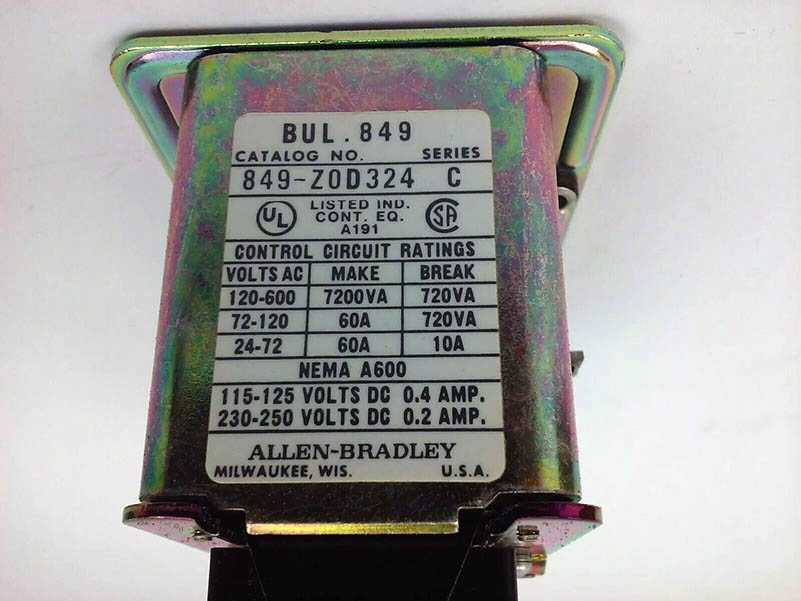 BUL. 849
CATALOG NO. SERIES
849-Z0D324 C
UL LISTED IND. SA
CONT. EQ.
A191
CONTROL CIRCUIT RATINGS
VOLTS AC MAKE BREAK
120-600 7200VA 720VA
72-120 60A 720VA
24-72 60A 10A
NEMA A600
115-125 VOLTS DC 0.4 AMP.
230-250 VOLTS DC 0.2 AMP.
ALLEN-BRADLEY
MILWAUKEE, WIS. U.S.A.